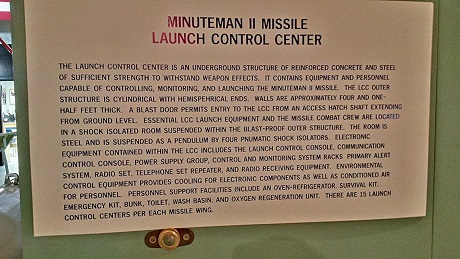 MINUTEMAN II MISSILE
LAUNCH CONTROL CENTER
THE LAUNCH CONTROL CENTER IS AN UNDERGROUND STRUCTURE OF REINFORCED CONCRETE AND STEEL
OF SUFFICIENT STRENGTH TO WITHSTAND WEAPON EFFECTS. IT CONTAINS EQUIPMENT AND PERSONNEL
CAPABLE OF CONTROLLING, MONITORING, AND LAUNCHING THE MINUTEMAN II MISSILE. THE LCC OUTER
STRUCTURE IS CYLINDRICAL WITH HEMISPHERICAL ENDS. WALLS ARE APPROXIMATELY FOUR AND ONE-
HALF FEET THICK. A BLAST DOOR PERMITS ENTRY TO THE LCC FROM AN ACCESS HATCH SHAFT EXTENDING
FROM GROUND LEVEL. ESSENTIAL LCC LAUNCH EQUIPMENT AND THE MISSILE COMBAT CREW ARE LOCATED
IN A SHOCK ISOLATED ROOM SUSPENDED WITHIN THE BLAST-PROOF OUTER STRUCTURE. THE ROOM IS
STEEL AND IS SUSPENDED AS A PENDULUM BY FOUR PNUMATIC SHOCK ISOLATORS. ELECTRONIC
EQUIPMENT CONTAINED WITHIN THE LCC INCLUDES THE LAUNCH CONTROL CONSOLE, COMMUNICATION
CONTROL CONSOLE, POWER SUPPLY GROUP, CONTROL AND MONITORING SYSTEM RACKS PRIMARY ALERT
SYSTEM, RADIO SET, TELEPHONE SET REPEATER, AND RADIO RECEIVING EQUIPMENT. ENVIRONMENTAL
CONTROL EQUIPMENT PROVIDES COOLING FOR ELECTRONIC COMPONENTS AS WELL AS CONDITIONED AIR
FOR PERSONNEL. PERSONNEL SUPPORT FACILITIES INCLUDE AN OVEN-REFRIGERATOR, SURVIVAL KIT,
EMERGENCY KIT, BUNK, TOILET, WASH BASIN, AND OXYGEN REGENERATION UNIT. THERE ARE 15 LAUNCH
CONTROL CENTERS PER EACH MISSILE WING.